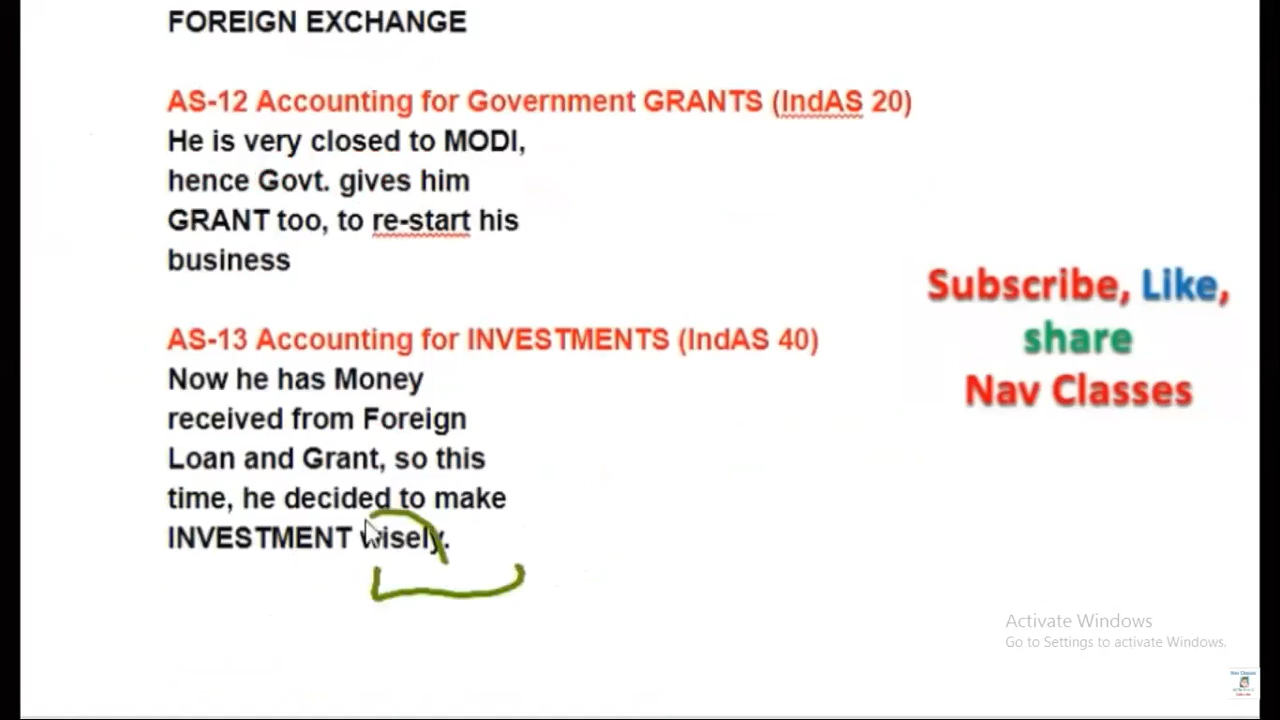 FOREIGN EXCHANGE
AS-12 Accounting for Government GRANTS (IndAS 20)
He is very closed to MODI,
hence Govt. gives him
GRANT too, to re-start his
business
AS-13 Accounting for INVESTMENTS (IndAS 40)
Now he has Money
received from Foreign
Loan and Grant, so this
time, he decided to make
INVESTMENT wisely.
Subscribe, Like,
share
Nav Classes
Activate Windows
Go to Settings to activate Windows.
Nav Classes